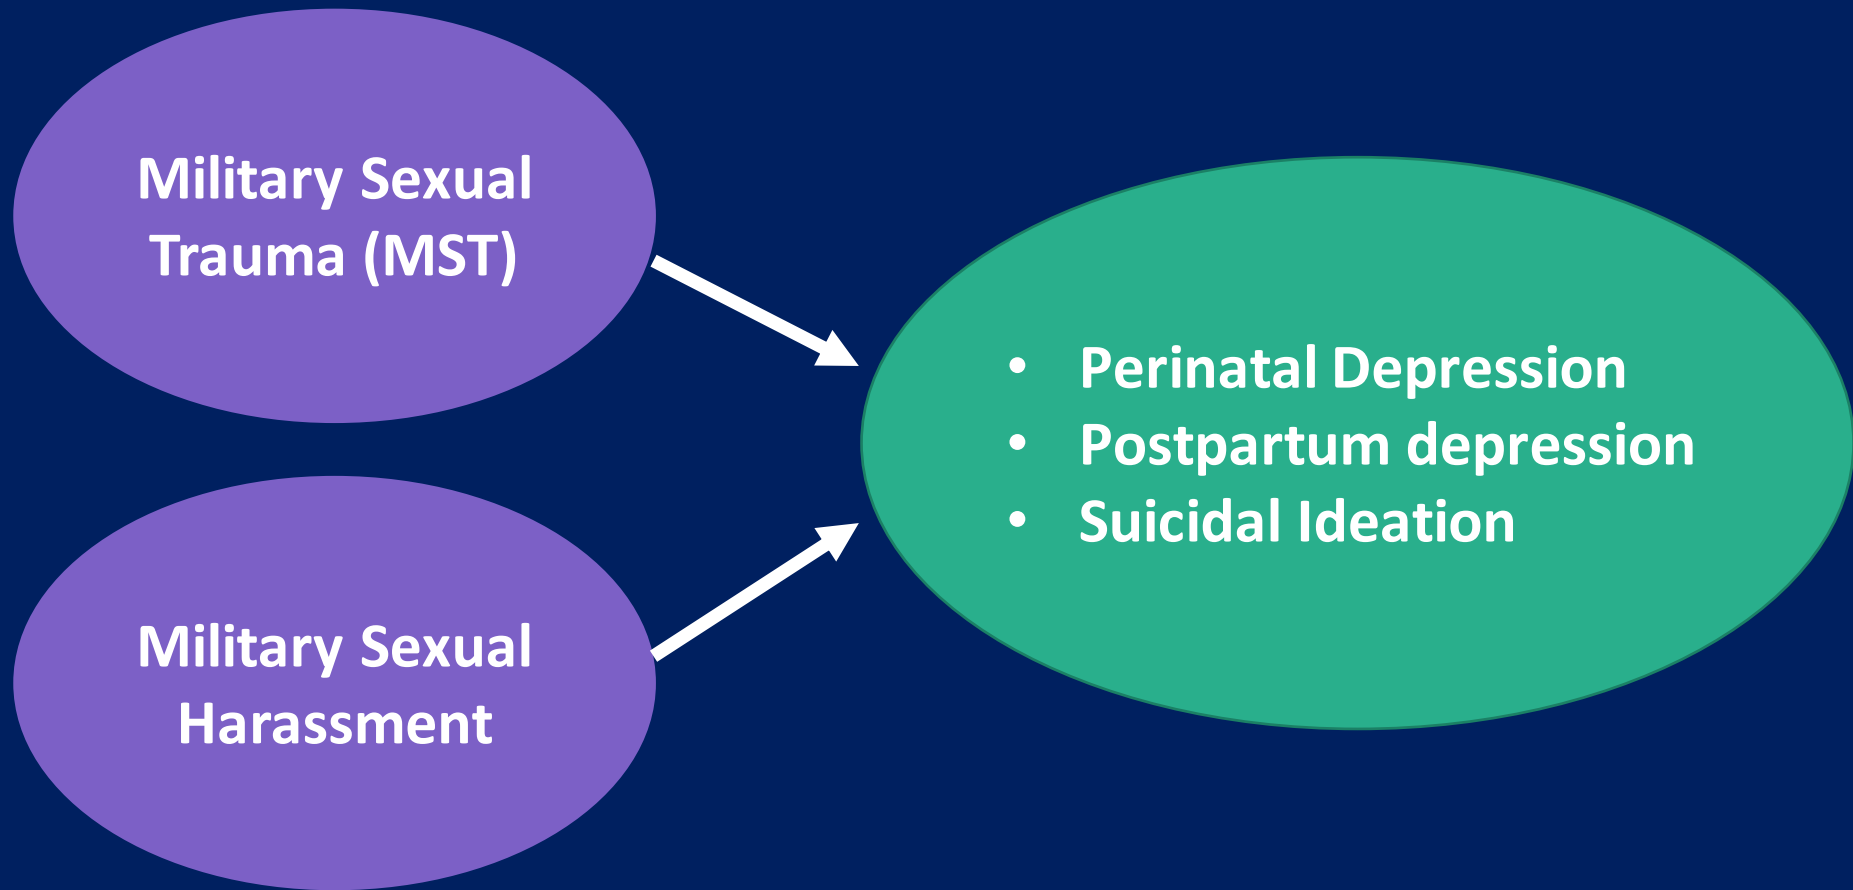 Military Sexual
Trauma (MST)
• Perinatal Depression
• Postpartum depression
• Suicidal Ideation
Military Sexual
Harassment